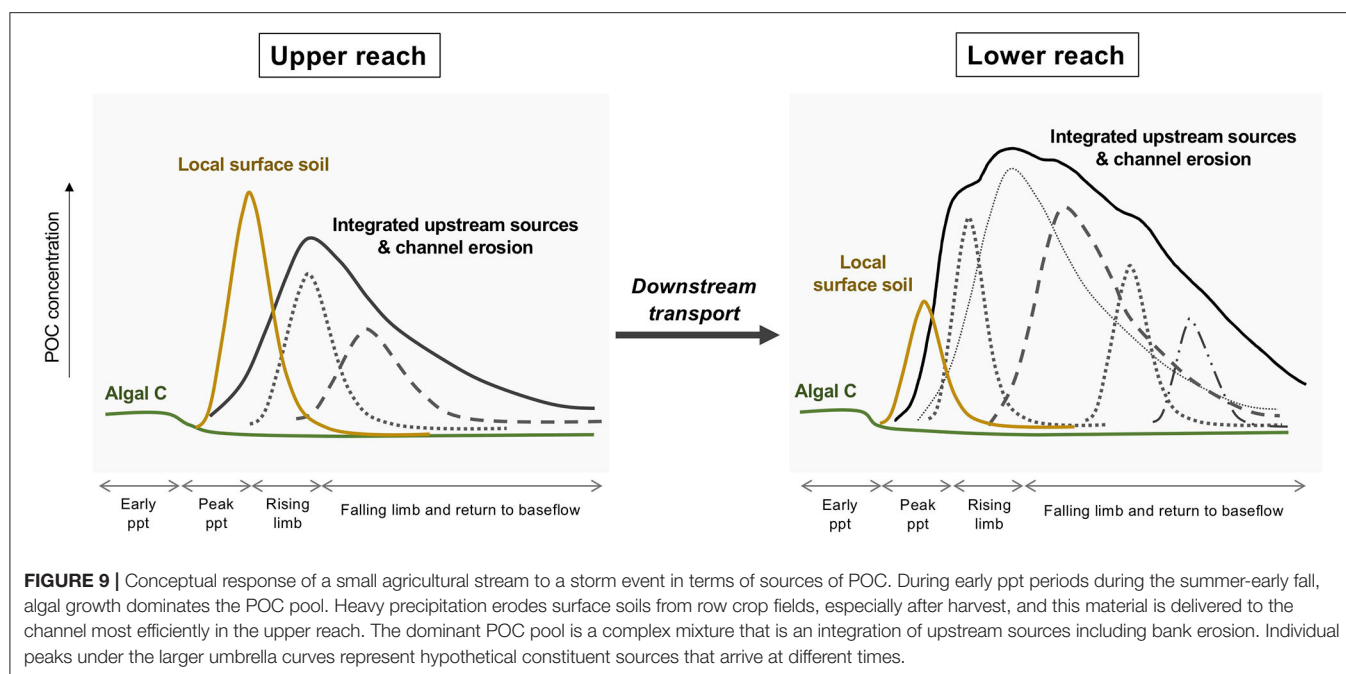 Upper reach
Lower reach
POC concentration
Local surface soil
Integrated upstream sources
& channel erosion
Algal C
Early
ppt
Peak
ppt
Rising
limb
Falling limb and return to baseflow
Downstream
transport
Integrated upstream sources
& channel erosion
Local
surface soil
Algal C
Early
ppt
Peak
ppt
Rising
limb
Falling limb and return to baseflow
FIGURE 9 | Conceptual response of a small agricultural stream to a storm event in terms of sources of POC. During early ppt periods during the summer-early fall,
algal growth dominates the POC pool. Heavy precipitation erodes surface soils from row crop fields, especially after harvest, and this material is delivered to the
channel most efficiently in the upper reach. The dominant POC pool is a complex mixture that is an integration of upstream sources including bank erosion. Individual
peaks under the larger umbrella curves represent hypothetical constituent sources that arrive at different times.